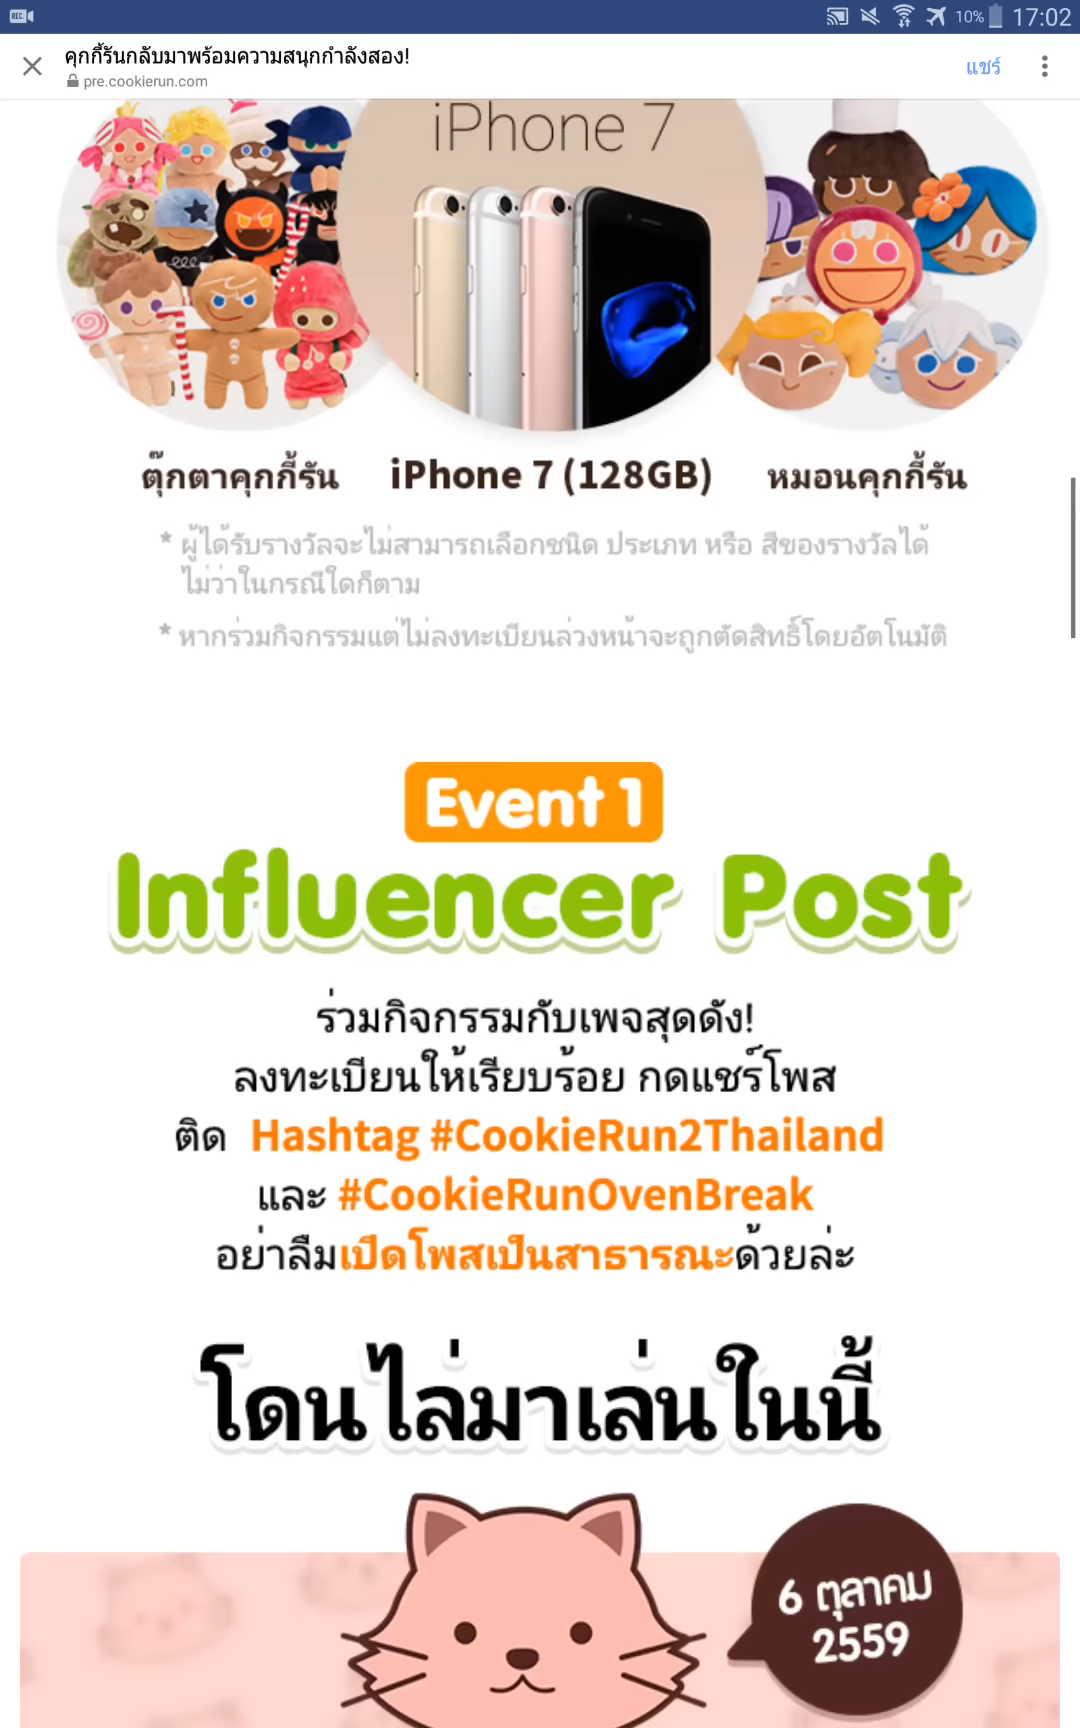 REC
10%
17:02
คุกกี้รันกลับมาพร้อมความสนุกกำลังสอง!
pre.cookierun.com
แชร์
iPhone 7
ตุ๊กตาคุกกี้รัน
iPhone 7 (128GB)
หมอนคุกกี้รัน
* ผู้ได้รับรางวัลจะไม่สามารถเลือกชนิด ประเภท หรือ สีของรางวัลได้
ไม่ว่าในกรณีใดก็ตาม
* หากร่วมกิจกรรมแต่ไม่ลงทะเบียนล่วงหน้าจะถูกตัดสิทธิ์โดยอัตโนมัติ
Event 1
Influencer Post
ร่วมกิจกรรมกับเพจสุดดัง!
ลงทะเบียนให้เรียบร้อย กดแชร์โพส
ติด Hashtag #CookieRun2Thailand
และ #CookieRunOvenBreak
อย่าลืมเปิดโพสเป็นสาธารณะด้วยล่ะ
โดนไล่มาเล่นในนี้
6 ตุลาคม
2559